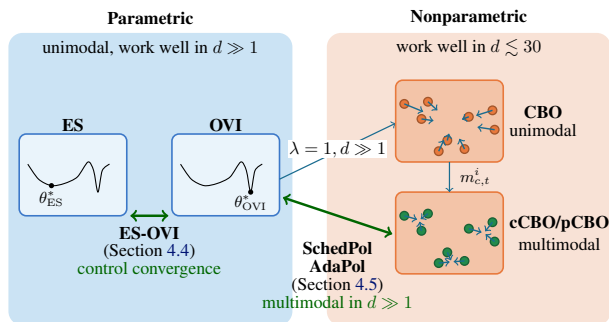 Parametric
unimodal, work well in d ≫ 1
ES
θ*ES
OVI
θ*OVI
ES-OVI
(Section 4.4)
control convergence
λ = 1, d ≫ 1
SchedPol
AdaPol
(Section 4.5)
multimodal in d ≫ 1
Nonparametric
work well in d ≲ 30
CBO
unimodal
m^i_{c,t}
cCBO/pCBO
multimodal